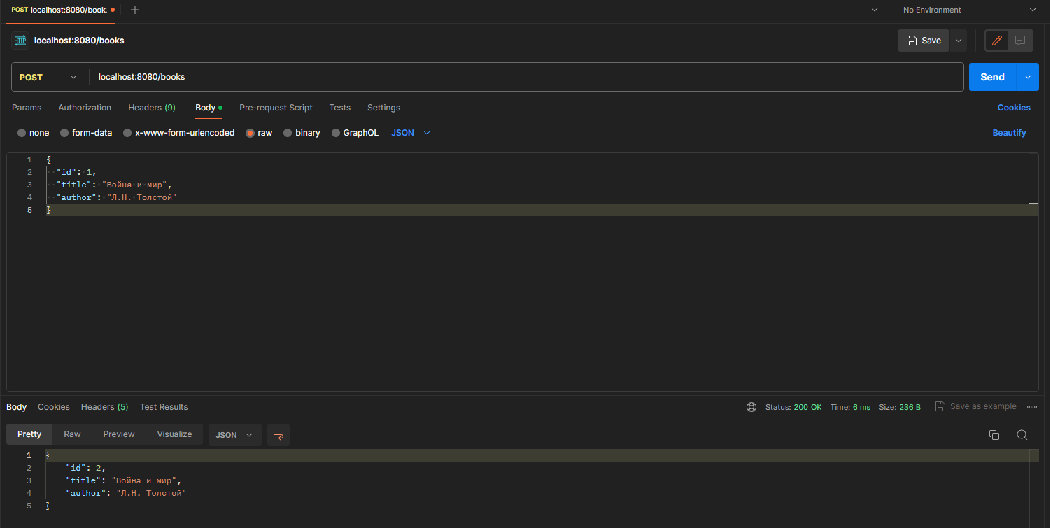 POST localhost:8080/book. No Environment
localhost:8080/books Save
POST localhost:8080/books Send
Params Authorization Headers (9) Body Pre-request Script Tests Settings Cookies
none form-data x-www-form-urlencoded raw binary GraphQL JSON Beautify
1 {
2 "id": 1,
3 "title": "Война и мир",
4 "author": "Л.Н. Толстой"
5 }
Body Cookies Headers (5) Test Results Status: 200 OK Time: 6 ms Size: 236 B Save as example
Pretty Raw Preview Visualize JSON
1 {
2 "id": 2,
3 "title": "Война и мир",
4 "author": "Л.Н. Толстой"
5 }